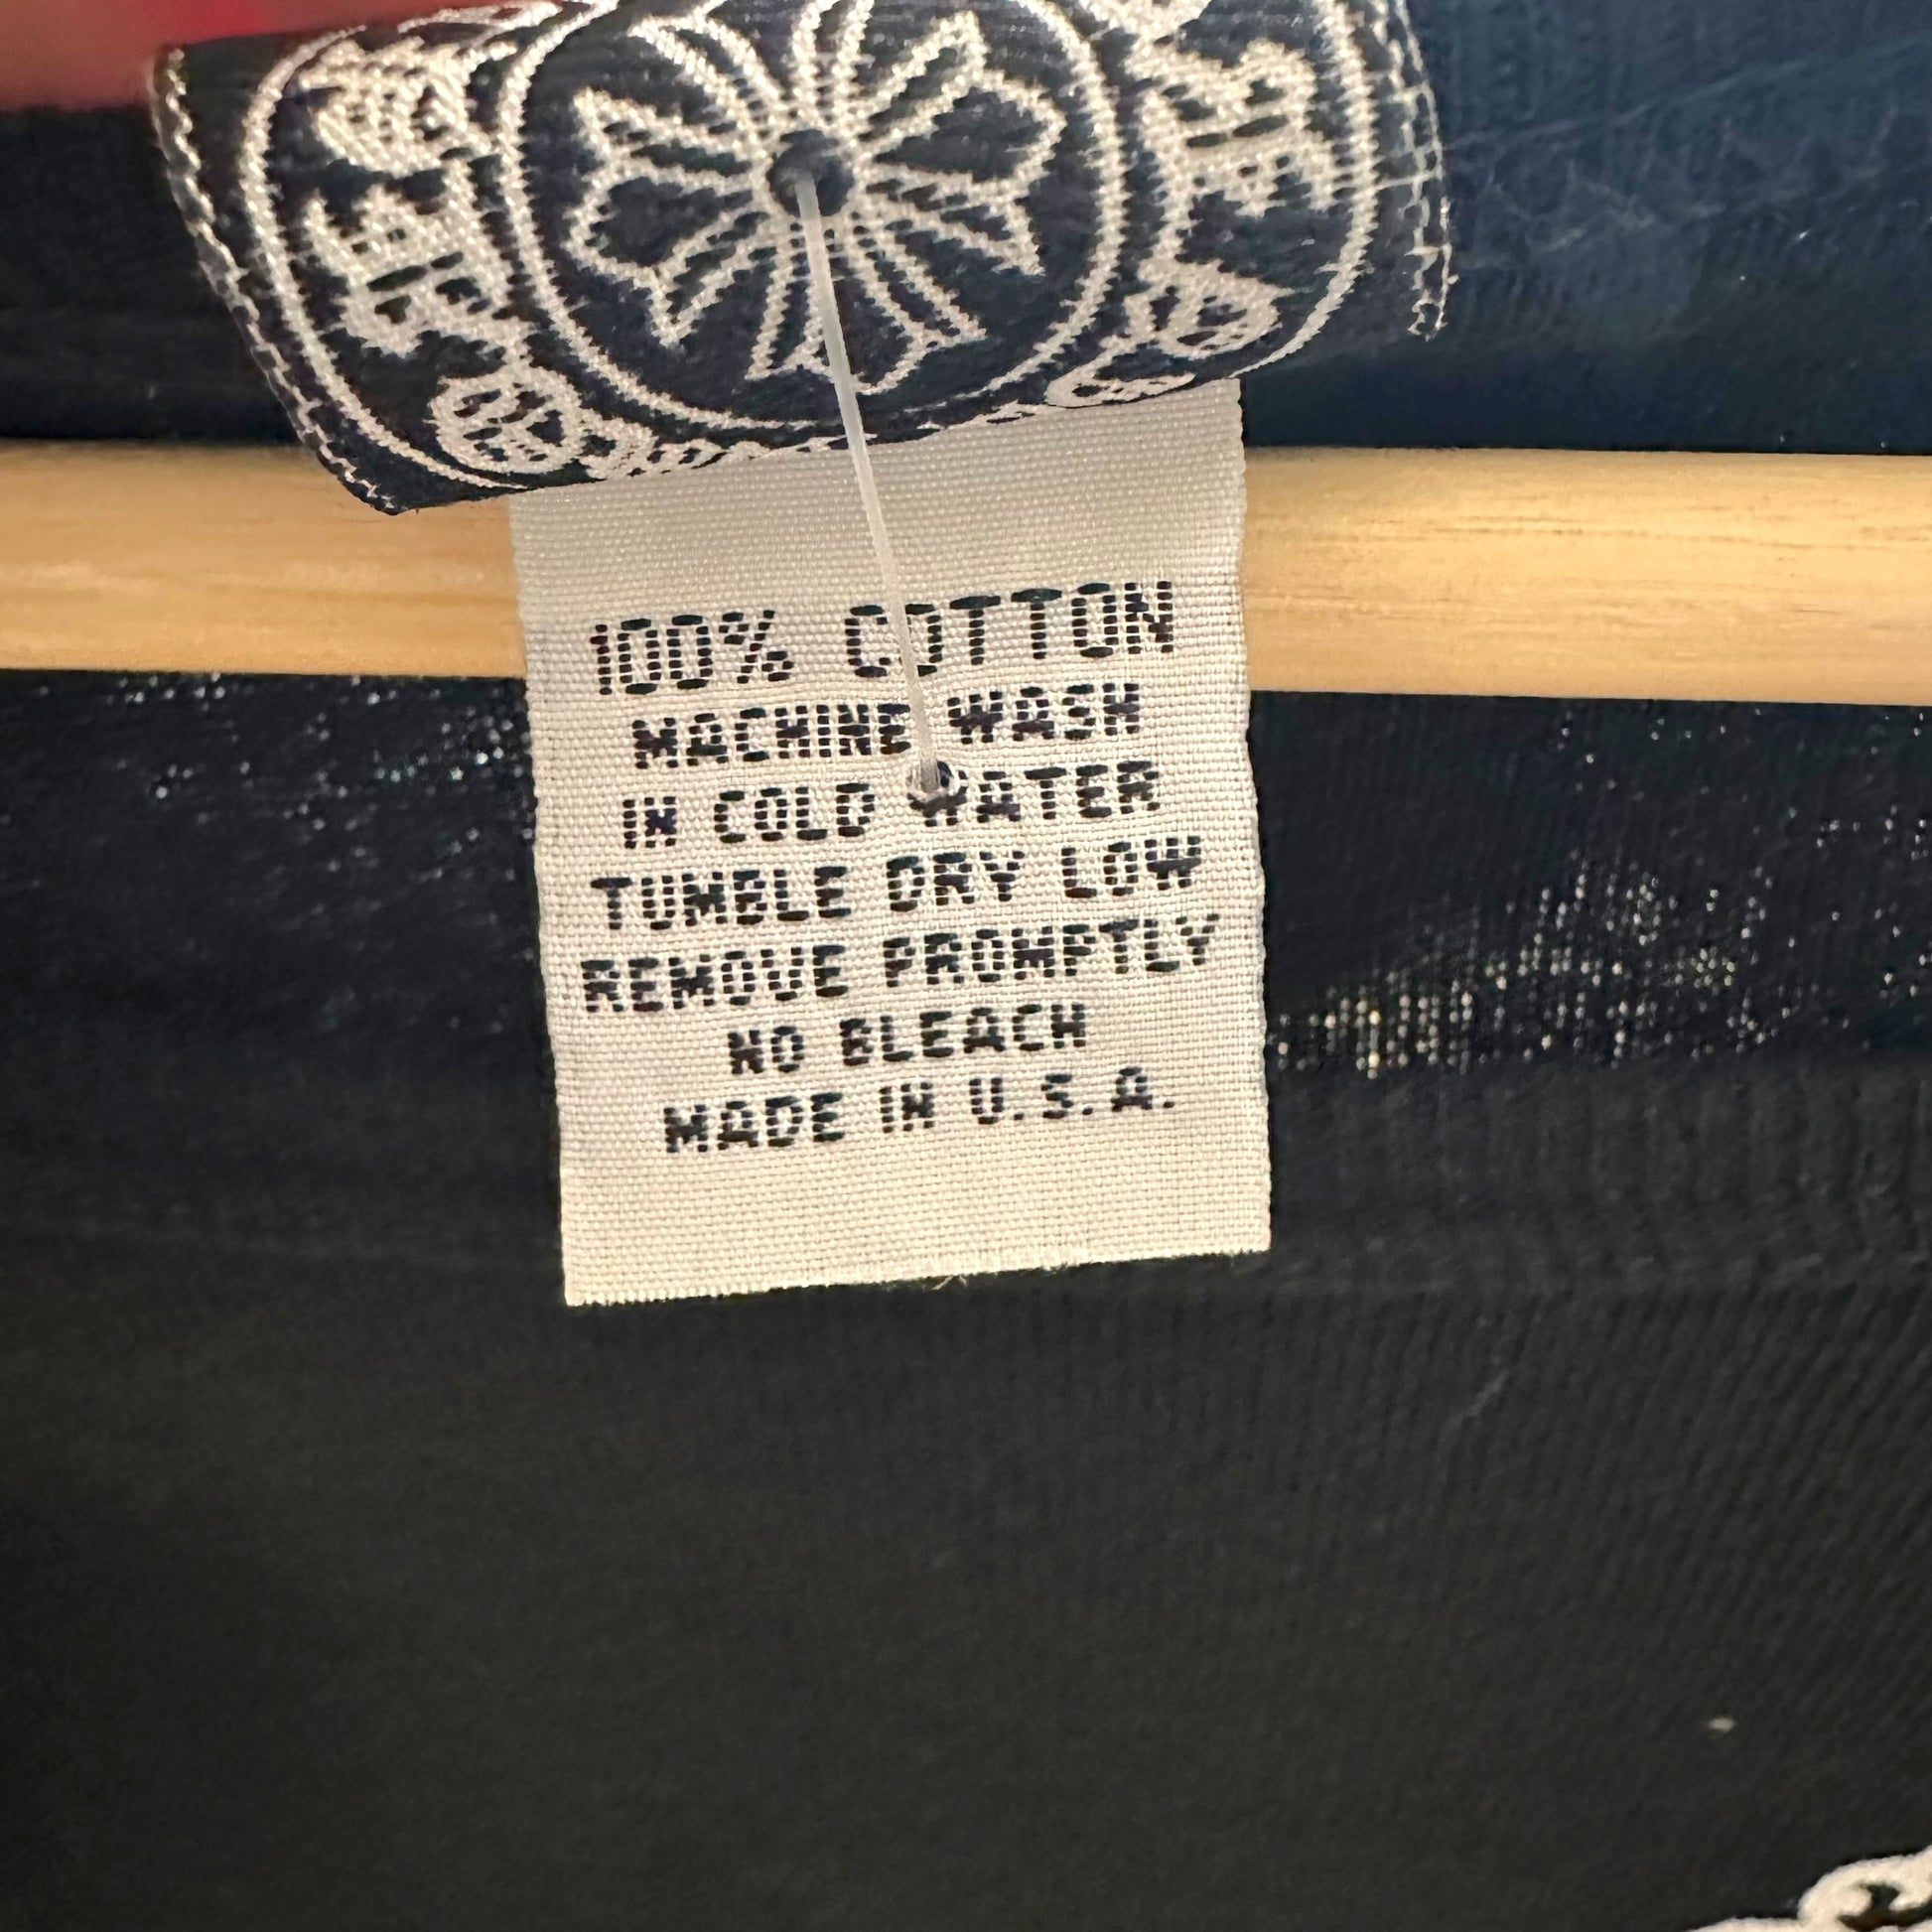 100% COTTON
MACHINE WASH
IN COLD WATER
TUMBLE DRY LOW
REMOVE PROMPTLY
NO BLEACH
MADE IN U.S.A.